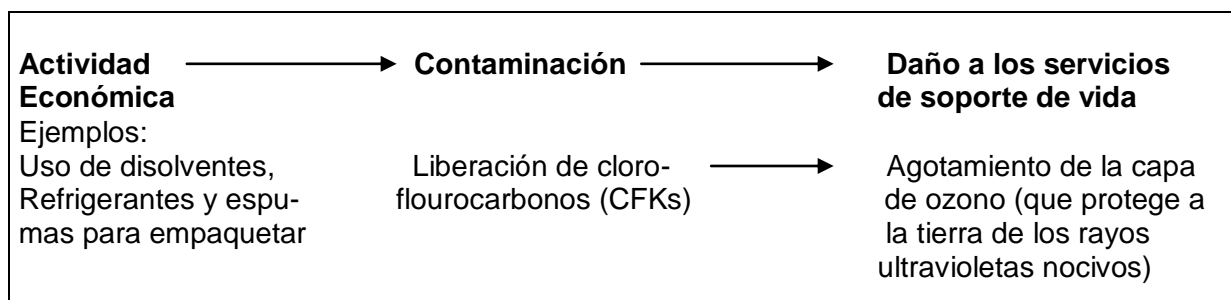 Actividad Económica
Contaminación
Daño a los servicios
de soporte de vida
Ejemplos:
Uso de disolventes,
Refrigerantes y espu-
mas para empaquetar
Liberación de cloro-
flourocarbonos (CFKs)
Agotamiento de la capa
de ozono (que protege a
la tierra de los rayos
ultravioletas nocivos)